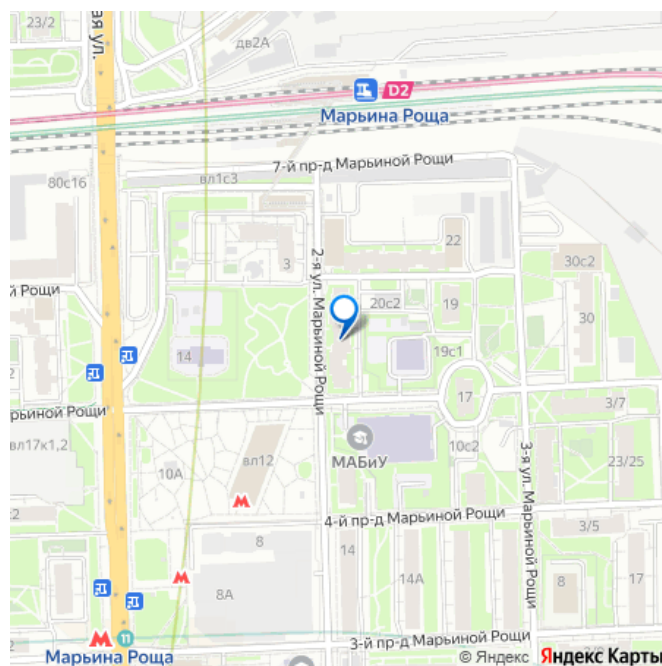 23/2
ая ул.
дв2А
D2
Марьина Роща
7-й пр-д Марьиной Рощи
80с16
вл1с3
22
3
2-я ул. Марьиной Рощи
30с2
й Рощи
20с2
19
30
14
19с1
17
3/7
рьиной Рощи
МАБиУ
10с2
3-я ул. Марьиной Рощи
23/25
вл17к1,2
10А
вл12
4-й пр-д Марьиной Рощи
с2
8
14
3/5
8А
14А
8
17
11
Марьина Роща
3-й пр-д Марьиной Рощи
© Яндекс Яндекс Карты